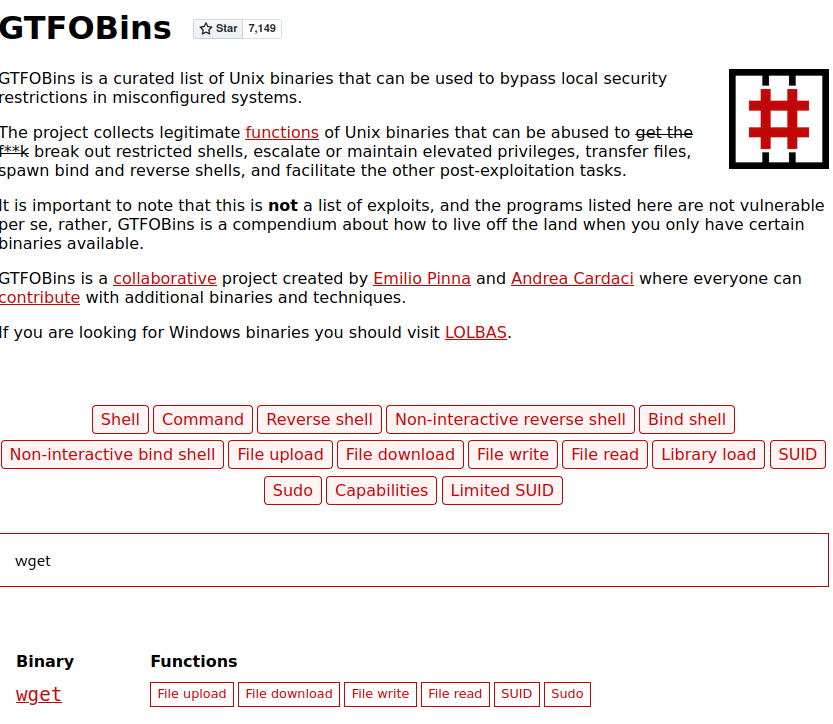 GTFOBins Star 7,149
GTFOBins is a curated list of Unix binaries that can be used to bypass local security
restrictions in misconfigured systems.
The project collects legitimate functions of Unix binaries that can be abused to get the
f**k break out restricted shells, escalate or maintain elevated privileges, transfer files,
spawn bind and reverse shells, and facilitate the other post-exploitation tasks.
It is important to note that this is not a list of exploits, and the programs listed here are not vulnerable
per se, rather, GTFOBins is a compendium about how to live off the land when you only have certain
binaries available.
GTFOBins is a collaborative project created by Emilio Pinna and Andrea Cardaci where everyone can
contribute with additional binaries and techniques.
If you are looking for Windows binaries you should visit LOLBAS.
Shell Command Reverse shell Non-interactive reverse shell Bind shell
Non-interactive bind shell File upload File download File write File read Library load SUID
Sudo Capabilities Limited SUID
wget
Binary Functions
wget File upload File download File write File read SUID Sudo